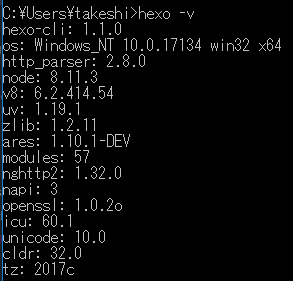 C:¥Users¥takeshi>hexo -v
hexo-cli: 1.1.0
os: Windows_NT 10.0.17134 win32 x64
http_parser: 2.8.0
node: 8.11.3
v8: 6.2.414.54
uv: 1.19.1
zlib: 1.2.11
ares: 1.10.1-DEV
modules: 57
nghttp2: 1.32.0
napi: 3
openssl: 1.0.2o
icu: 60.1
unicode: 10.0
cldr: 32.0
tz: 2017c